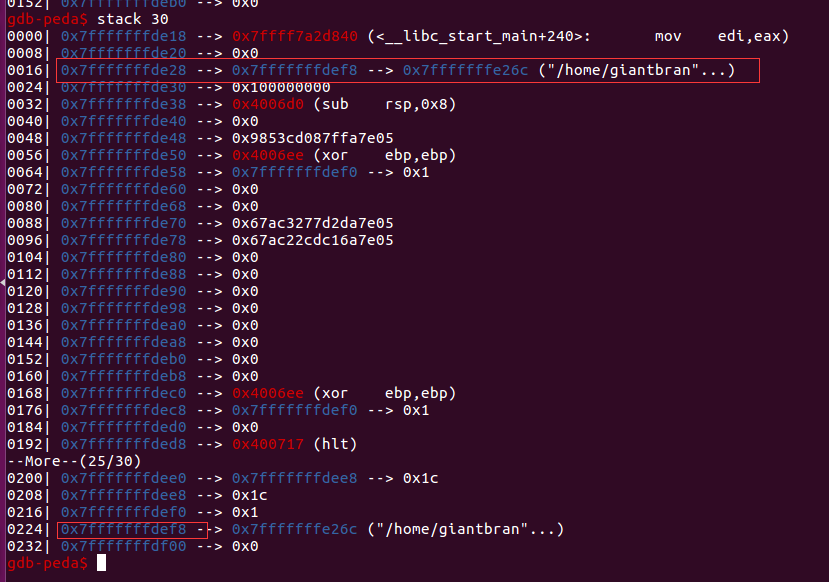 0152| 0x7fffffffdeb0 --> 0x0
gdb-peda$ stack 30
0000| 0x7fffffffde18 --> 0x7ffff7a2d840 (<__libc_start_main+240>:       mov    edi,eax)
0008| 0x7fffffffde20 --> 0x0
0016| 0x7fffffffde28 --> 0x7fffffffdef8 --> 0x7fffffffe26c ("/home/giantbran"...)
0024| 0x7fffffffde30 --> 0x100000000
0032| 0x7fffffffde38 --> 0x4006d0 (sub    rsp,0x8)
0040| 0x7fffffffde40 --> 0x0
0048| 0x7fffffffde48 --> 0x9853cd087ffa7e05
0056| 0x7fffffffde50 --> 0x4006ee (xor    ebp,ebp)
0064| 0x7fffffffde58 --> 0x7fffffffdef0 --> 0x1
0072| 0x7fffffffde60 --> 0x0
0080| 0x7fffffffde68 --> 0x0
0088| 0x7fffffffde70 --> 0x67ac3277d2da7e05
0096| 0x7fffffffde78 --> 0x67ac22cdc16a7e05
0104| 0x7fffffffde80 --> 0x0
0112| 0x7fffffffde88 --> 0x0
0120| 0x7fffffffde90 --> 0x0
0128| 0x7fffffffde98 --> 0x0
0136| 0x7fffffffdea0 --> 0x0
0144| 0x7fffffffdea8 --> 0x0
0152| 0x7fffffffdeb0 --> 0x0
0160| 0x7fffffffdeb8 --> 0x0
0168| 0x7fffffffdec0 --> 0x4006ee (xor    ebp,ebp)
0176| 0x7fffffffdec8 --> 0x7fffffffdef0 --> 0x1
0184| 0x7fffffffded0 --> 0x0
0192| 0x7fffffffded8 --> 0x400717 (hlt)
--More--(25/30)
0200| 0x7fffffffdee0 --> 0x7fffffffdee8 --> 0x1c
0208| 0x7fffffffdee8 --> 0x1c
0216| 0x7fffffffdef0 --> 0x1
0224| 0x7fffffffdef8 --> 0x7fffffffe26c ("/home/giantbran"...)
0232| 0x7fffffffdf00 --> 0x0
gdb-peda$